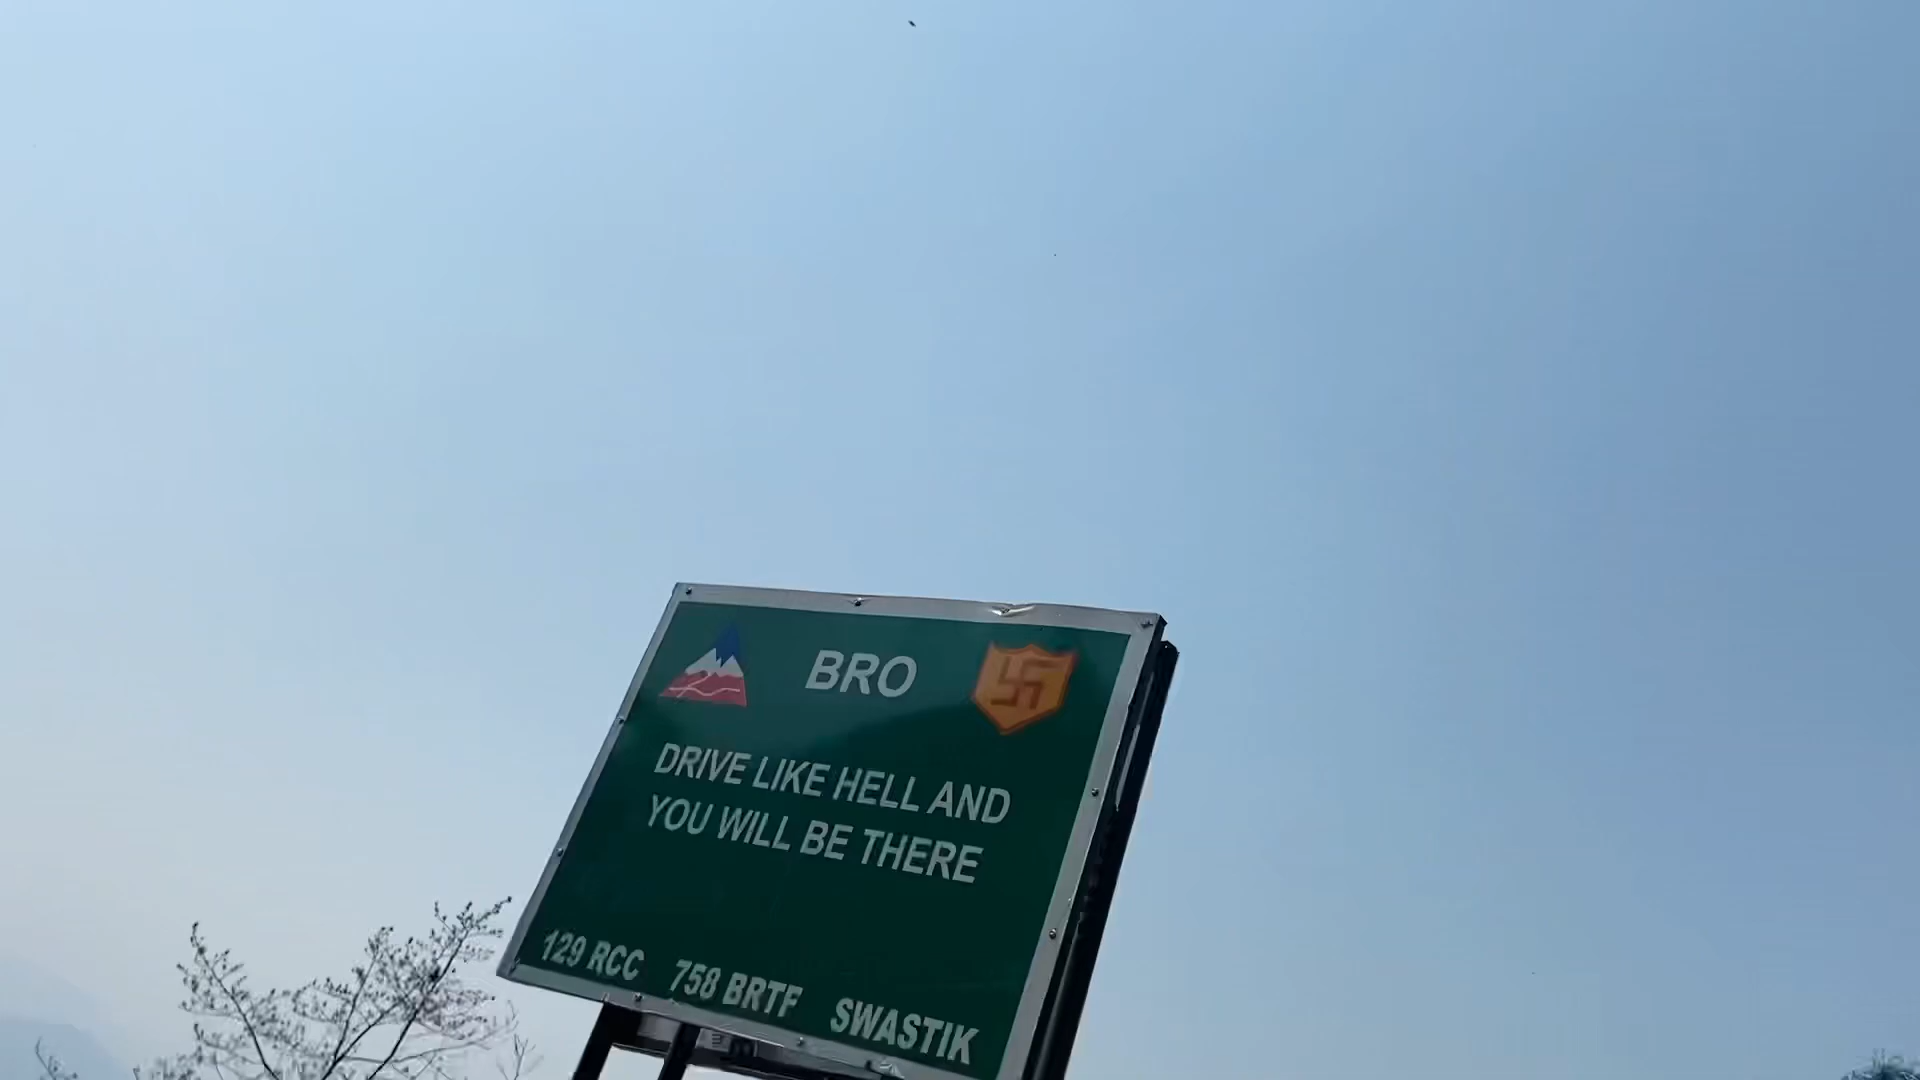 BRO
DRIVE LIKE HELL AND
YOU WILL BE THERE
129 RCC 758 BRTF SWASTIK